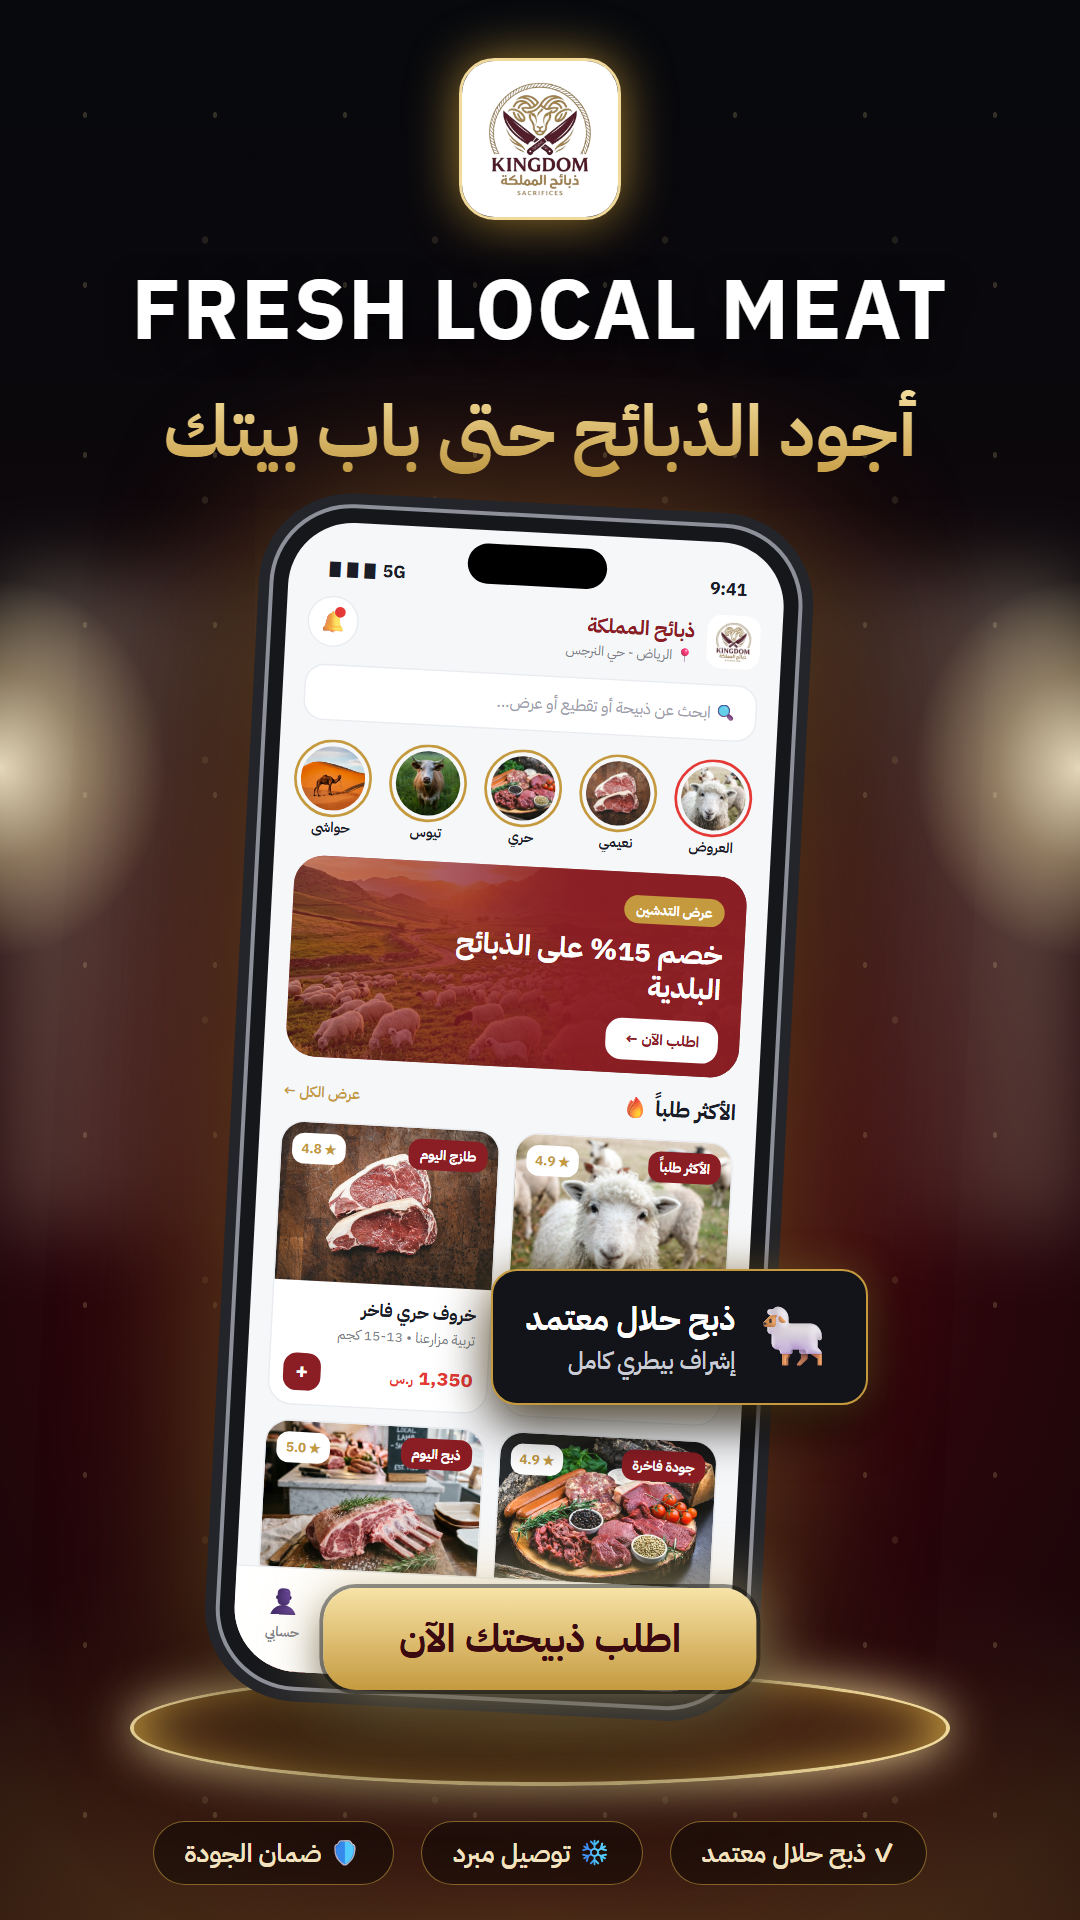 KINGDOM
ذبائح المملكة
SACRIFICES
FRESH LOCAL MEAT
أجود الذبائح حتى باب بيتك
5G
9:41
ذبائح المملكة
الرياض - حي النرجس
KINGDOM
ابحث عن ذبيحة أو تقطيع أو عرض...
العروض
نعيمي
حري
تيوس
حواشى
عرض التدشين
خصم 15% على الذبائح
البلدية
اطلب الآن ←
الأكثر طلباً
عرض الكل ←
الأكثر طلباً
4.9 ★
طازج اليوم
4.8 ★
خروف حري فاخر
تربية مزارعنا • 13-15 كجم
1,350 ر.س
+
ذبح حلال معتمد
إشراف بيطري كامل
جودة فاخرة
4.9 ★
ذبح اليوم
5.0 ★
LOCAL
حسابي
اطلب ذبيحتك الآن
✓ ذبح حلال معتمد
توصيل مبرد
ضمان الجودة